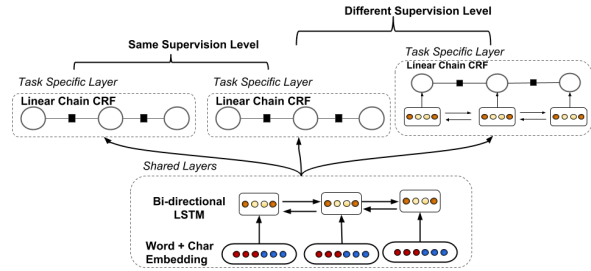 Different Supervision Level
Same Supervision Level
Task Specific Layer
Linear Chain CRF
Task Specific Layer
Linear Chain CRF
Task Specific Layer
Linear Chain CRF
Shared Layers
Bi-directional
LSTM
Word + Char
Embedding